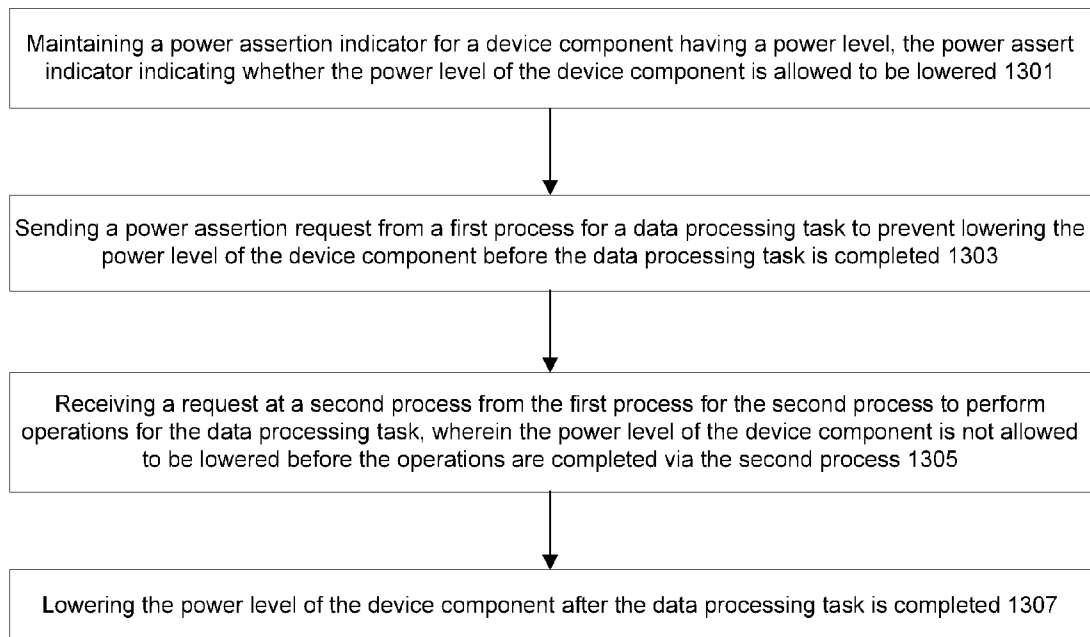 Maintaining a power assertion indicator for a device component having a power level, the power assert
indicator indicating whether the power level of the device component is allowed to be lowered 1301
Sending a power assertion request from a first process for a data processing task to prevent lowering the
power level of the device component before the data processing task is completed 1303
Receiving a request at a second process from the first process for the second process to perform
operations for the data processing task, wherein the power level of the device component is not allowed
to be lowered before the operations are completed via the second process 1305
Lowering the power level of the device component after the data processing task is completed 1307